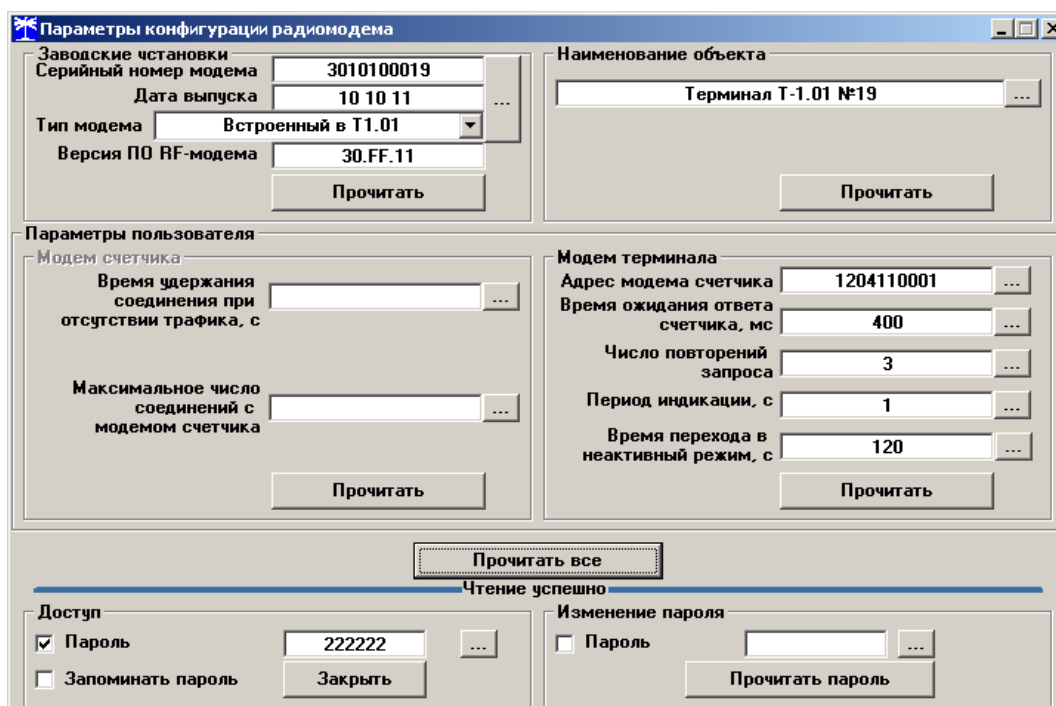 Параметры конфигурации радиомодема
Заводские установки
Серийный номер модема 3010100019 ...
Дата выпуска 10 10 11
Тип модема Встроенный в Т1.01
Версия ПО RF-модема 30.FF.11
Прочитать
Наименование объекта
Терминал Т-1.01 №19 ...
Прочитать
Параметры пользователя
Модем счетчика
Время удержания
соединения при ...
отсутствии трафика, с
Максимальное число
соединений с ...
модемом счетчика
Прочитать
Модем терминала
Адрес модема счетчика 1204110001 ...
Время ожидания ответа
счетчика, мс 400 ...
Число повторений
запроса 3 ...
Период индикации, с 1 ...
Время перехода в
неактивный режим, с 120 ...
Прочитать
Прочитать все
Чтение успешно
Доступ
Пароль 222222 ...
Запоминать пароль Закрыть
Изменение пароля
Пароль ...
Прочитать пароль